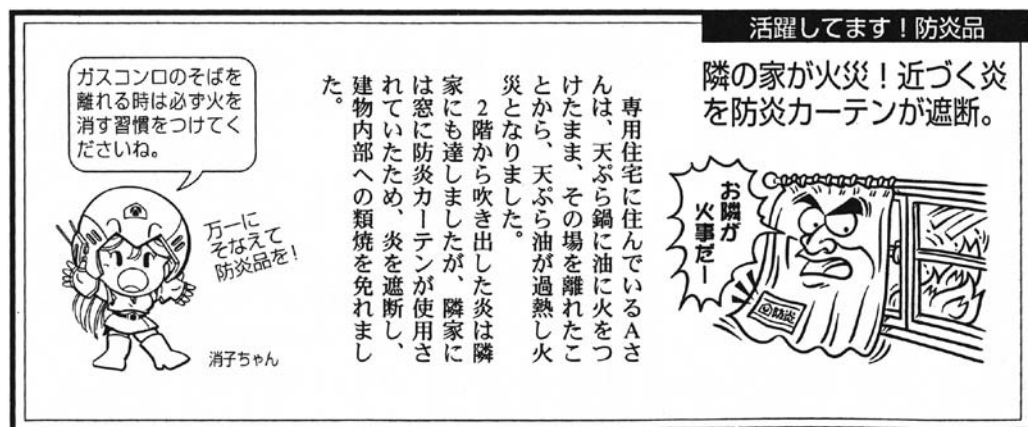 活躍してます！防炎品
隣の家が火災！近づく炎
を防炎カーテンが遮断。
お隣が
火事だー
防炎
専用住宅に住んでいるAさ
んは、天ぷら鍋に油に火をつ
けたまま、その場を離れたこ
とから、天ぷら油が過熱し火
災となりました。
２階から吹き出した炎は隣
家にも達しましたが、隣家に
は窓に防炎カーテンが使用さ
れていたため、炎を遮断し、
建物内部への類焼を免れまし
た。
ガスコンロのそばを
離れる時は必ず火を
消す習慣をつけてく
ださいね。
万一に
そなえて
防炎品を！
消子ちゃん